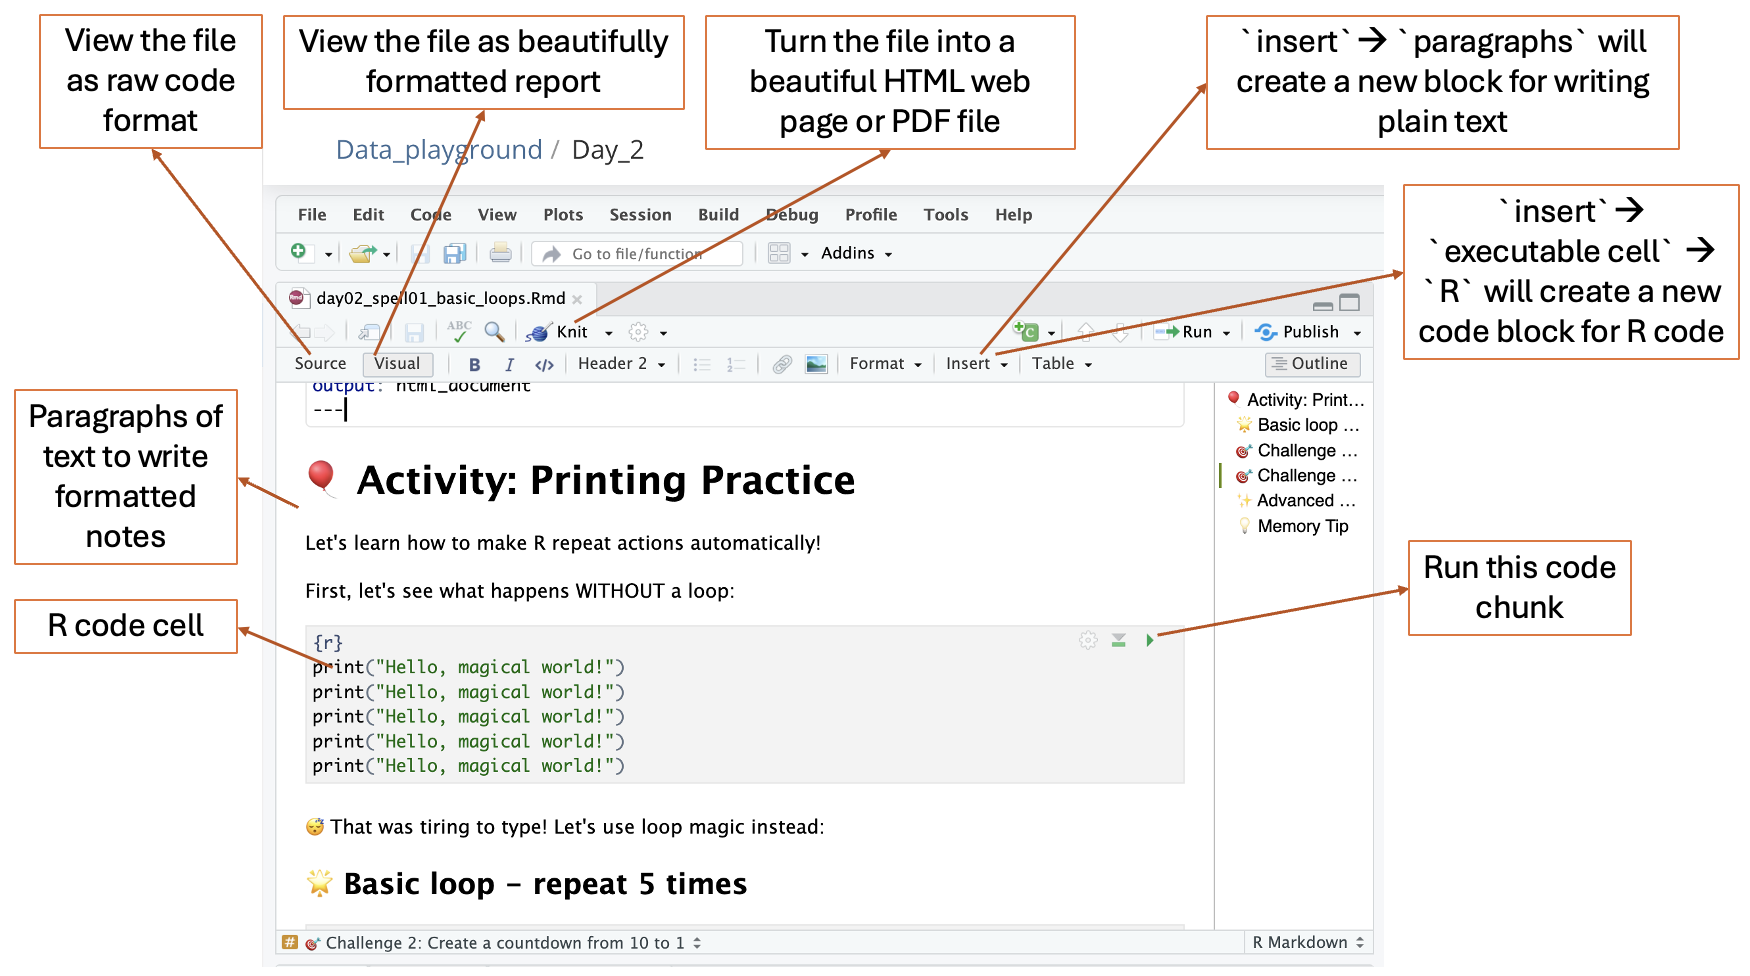 View the file
as raw code
format
View the file as beautifully
formatted report
Turn the file into a
beautiful HTML web
page or PDF file
`insert`→ `paragraphs` will
create a new block for writing
plain text
Data_playground / Day_2
`insert`→
`executable cell` →
`R` will create a new
code block for R code
File Edit Code View Plots Session Build Debug Profile Tools Help
Go to file/function Addins
day02_spell01_basic_loops.Rmd
ABC Knit Run Publish
Source Visual B I </> Header 2 Format Insert Table Outline
output: html_document
---
Paragraphs of
text to write
formatted
notes
🎈 Activity: Printing Practice
Let's learn how to make R repeat actions automatically!
First, let's see what happens WITHOUT a loop:
R code cell
{r}
print("Hello, magical world!")
print("Hello, magical world!")
print("Hello, magical world!")
print("Hello, magical world!")
print("Hello, magical world!")
😴 That was tiring to type! Let's use loop magic instead:
🌟 Basic loop – repeat 5 times
🎈 Activity: Print...
🌟 Basic loop ...
🎯 Challenge ...
🎯 Challenge ...
✨ Advanced ...
💡 Memory Tip
Run this code
chunk
# 🎯 Challenge 2: Create a countdown from 10 to 1
R Markdown